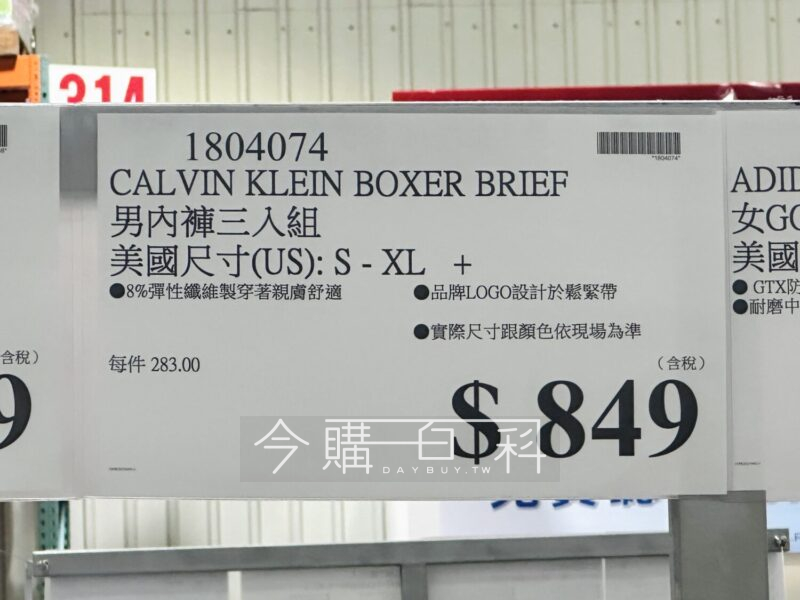 314
1804074
*1804074*
CALVIN KLEIN BOXER BRIEF
男內褲三入組
美國尺寸(US): S - XL +
●8%彈性纖維製穿著親膚舒適
●品牌LOGO設計於鬆緊帶
●實際尺寸跟顏色依現場為準
每件 283.00
(含稅)
$ 849
今購百科
DAYBUY.TW
含稅)
9
ADID
女GO
美國
● GTX防
●耐磨中